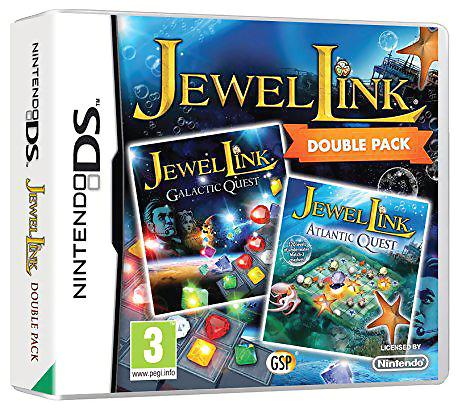 NINTENDO DS.
JEWEL LINK
DOUBLE PACK
NINTENDO DS™
JEWEL LINK®
DOUBLE PACK
JEWEL LINK
GALACTIC QUEST
JEWEL LINK
ATLANTIC QUEST
3
www.pegi.info
GSP
LICENSED BY
Nintendo